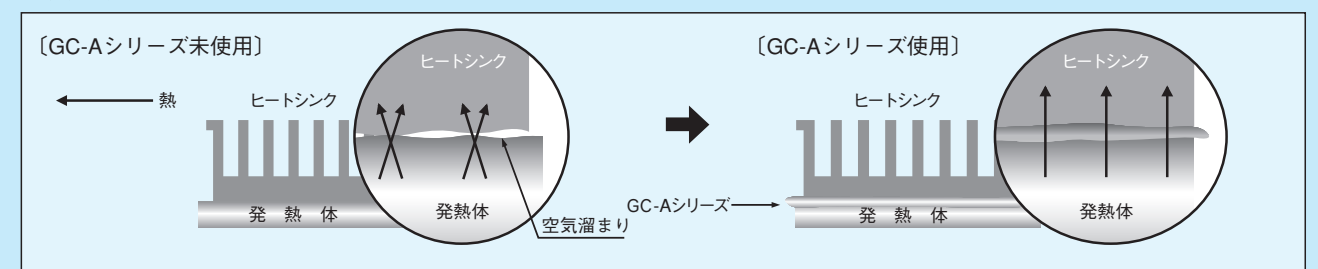 〔GC-Aシリーズ未使用〕
熱
ヒートシンク
ヒートシンク
発熱体
発熱体
空気溜まり
〔GC-Aシリーズ使用〕
ヒートシンク
ヒートシンク
GC-Aシリーズ
発熱体
発熱体